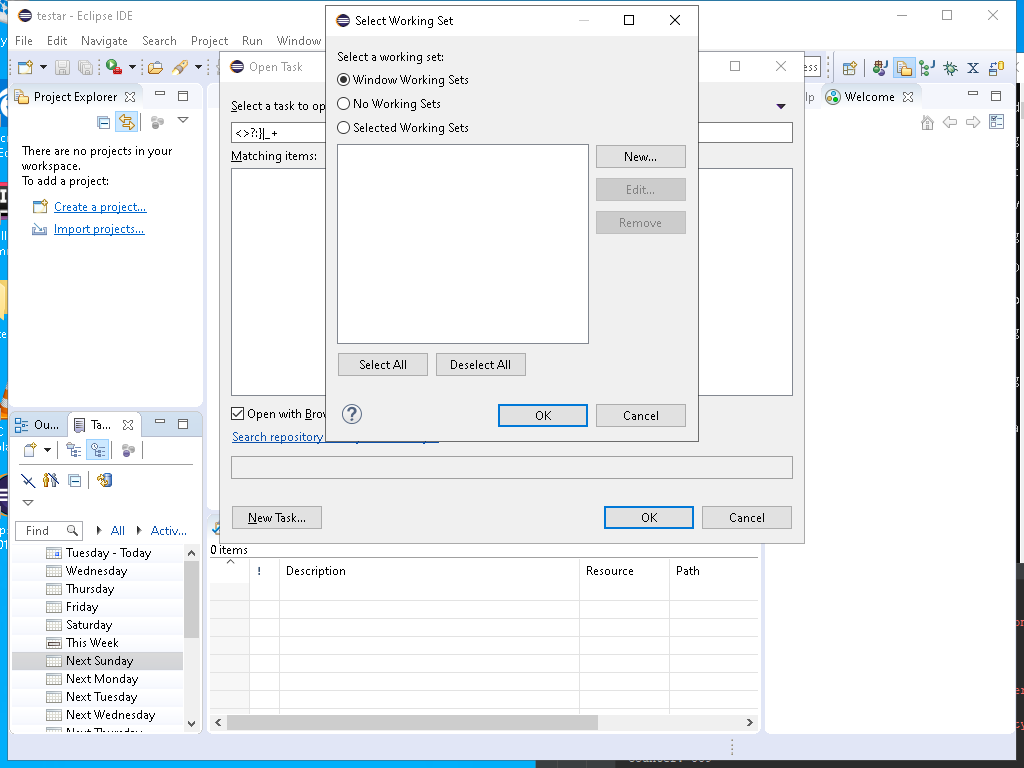 testar - Eclipse IDE
File Edit Navigate Search Project Run Window
Select Working Set
Select a working set:
Window Working Sets
No Working Sets
Selected Working Sets
New...
Edit...
Remove
Select All
Deselect All
OK
Cancel
Open Task
Select a task to op
<>?:}|_+
Matching items:
Open with Brow
Search repository
New Task...
OK
Cancel
Project Explorer
There are no projects in your
workspace.
To add a project:
Create a project...
Import projects...
Welcome
Ou...
Ta...
Find
All
Activ...
Tuesday - Today
Wednesday
Thursday
Friday
Saturday
This Week
Next Sunday
Next Monday
Next Tuesday
Next Wednesday
Next Thursday
0 items
! Description Resource Path